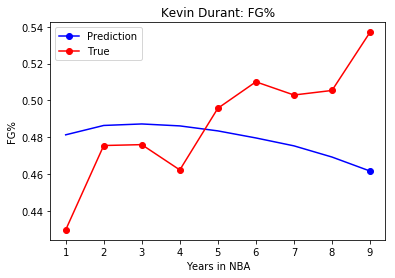 Kevin Durant: FG%
Prediction
True
0.54
0.52
0.50
0.48
0.46
0.44
FG%
1 2 3 4 5 6 7 8 9
Years in NBA